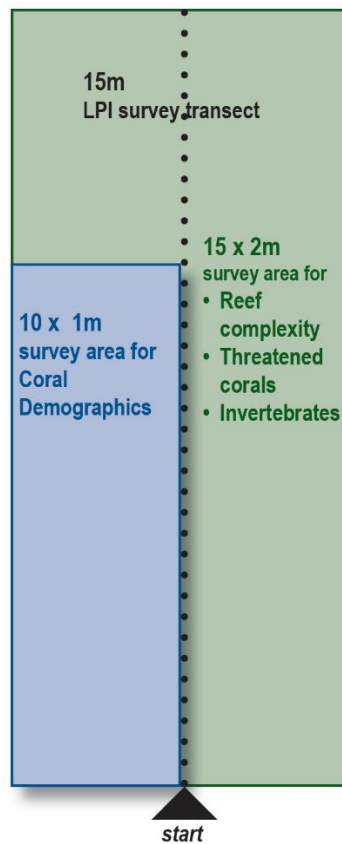 15m
LPI survey transect
15 x 2m
survey area for
• Reef
complexity
• Threatened
corals
• Invertebrates
10 x 1m
survey area for
Coral
Demographics
start